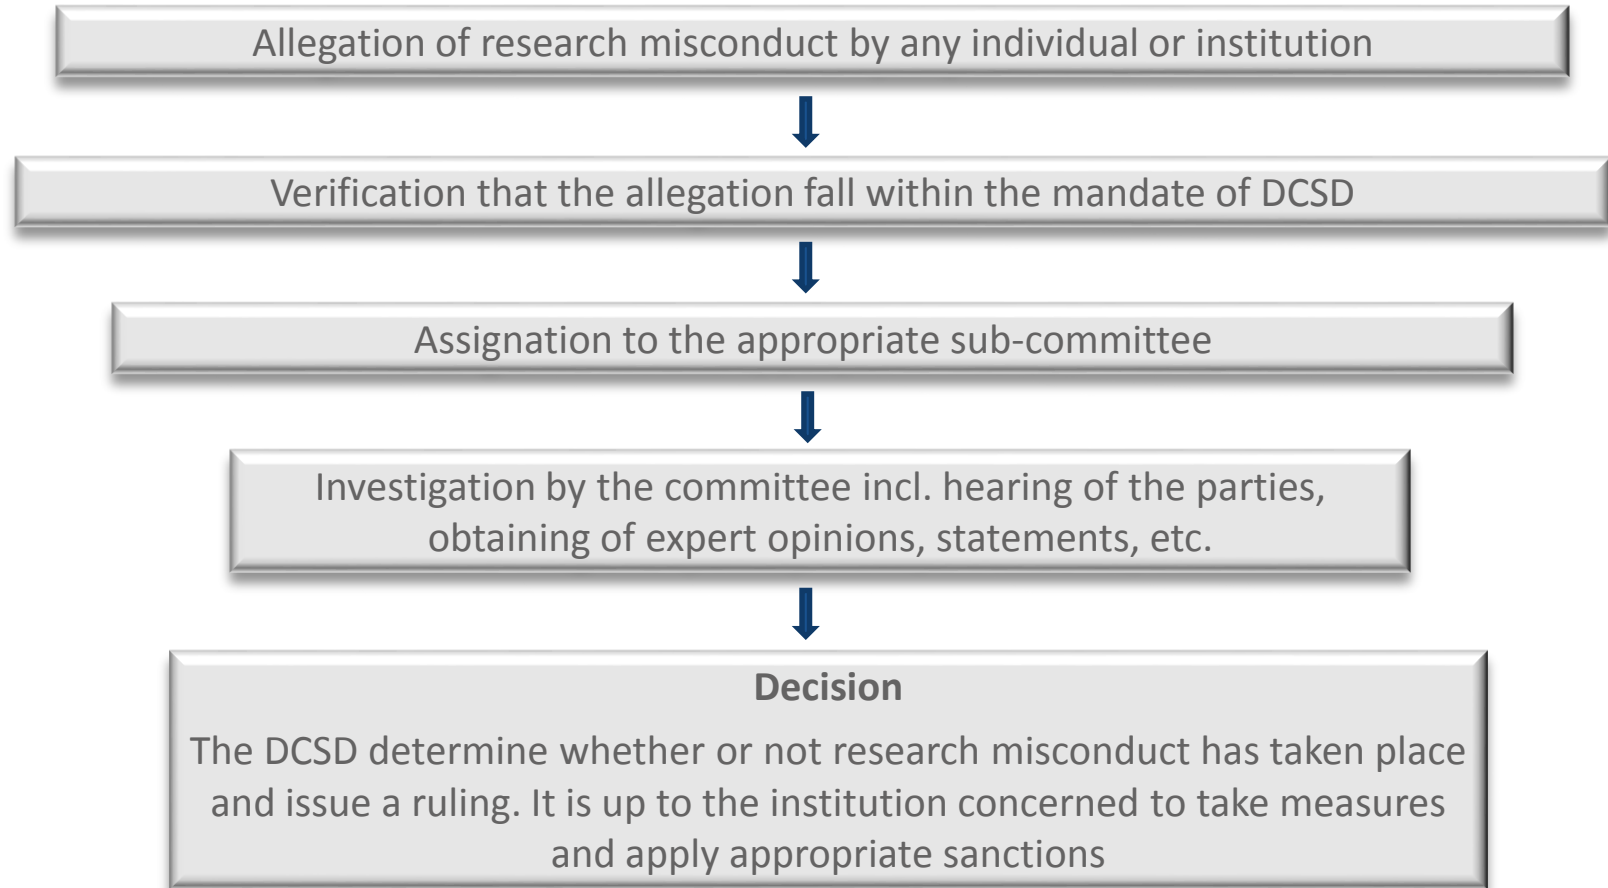 Allegation of research misconduct by any individual or institution
Verification that the allegation fall within the mandate of DCSD
Assignation to the appropriate sub-committee
Investigation by the committee incl. hearing of the parties,
obtaining of expert opinions, statements, etc.
Decision
The DCSD determine whether or not research misconduct has taken place
and issue a ruling. It is up to the institution concerned to take measures
and apply appropriate sanctions